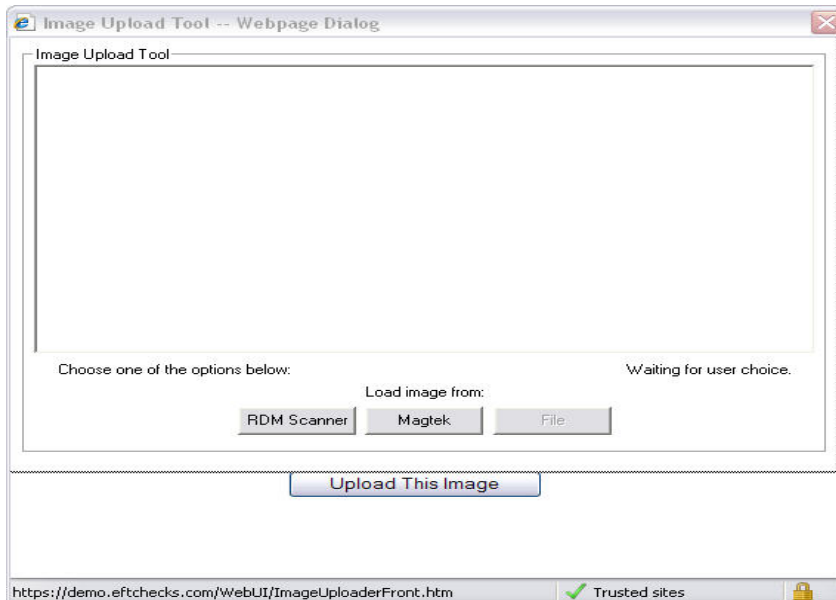 Image Upload Tool -- Webpage Dialog
Image Upload Tool
Choose one of the options below: Waiting for user choice.
Load image from:
RDM Scanner Magtek File
Upload This Image
https://demo.eftchecks.com/WebUI/ImageUploaderFront.htm Trusted sites